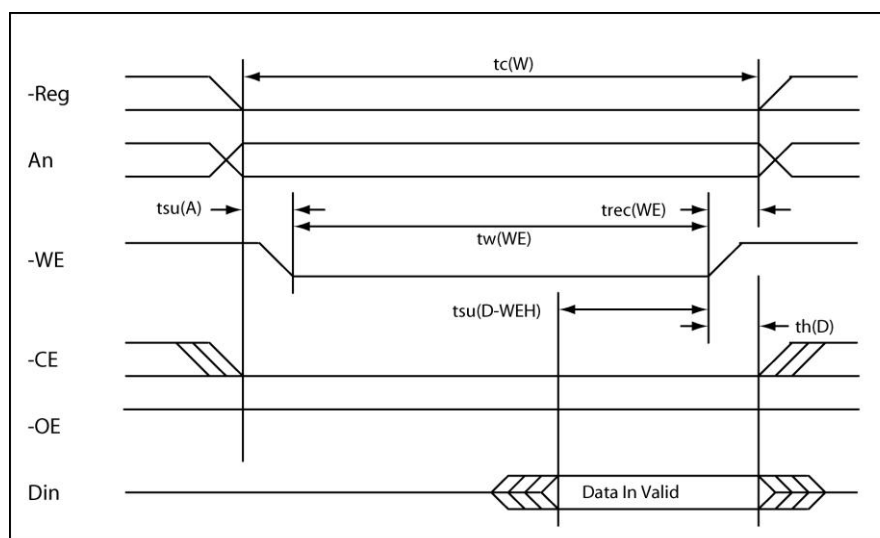 tc(W)
-Reg
An
tsu(A)
trec(WE)
tw(WE)
-WE
tsu(D-WEH)
th(D)
-CE
-OE
Din
Data In Valid